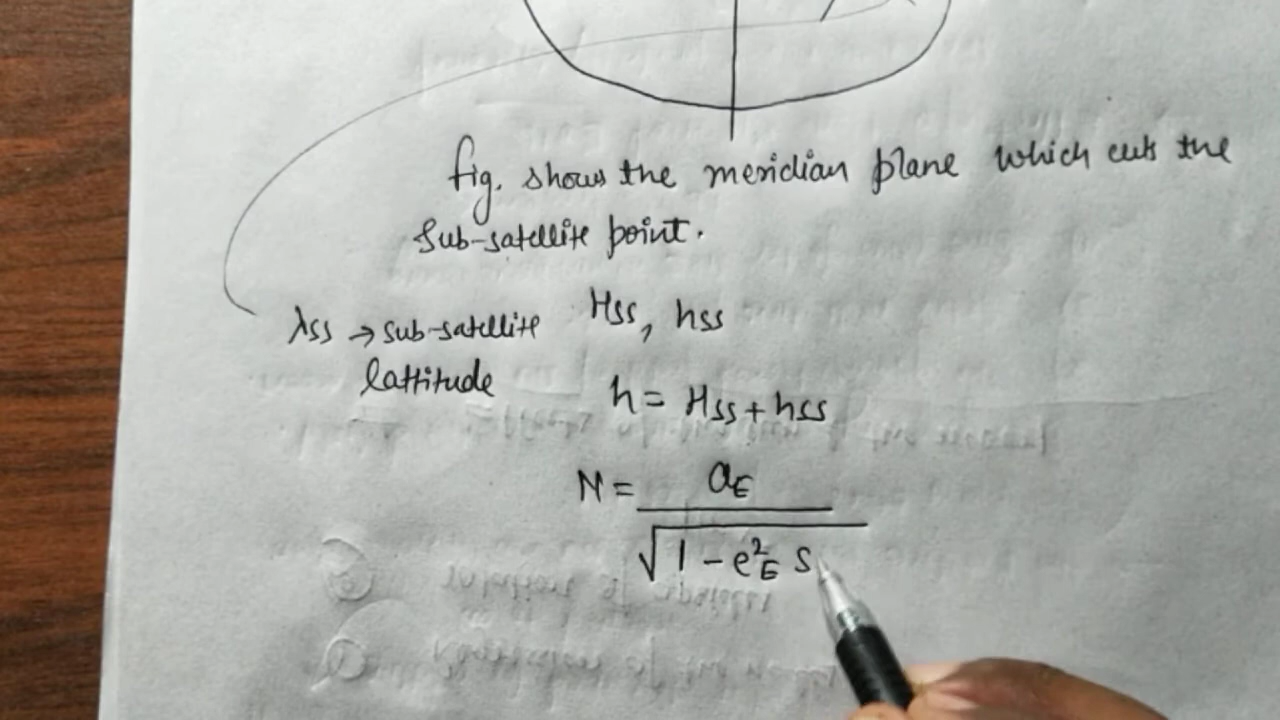 fig. shows the meridian plane which cuts the
Sub-satellite point.
λss → sub-satellite
lattitude
Hss, hss
h = Hss + hss
N = aE
√1 - e²E s